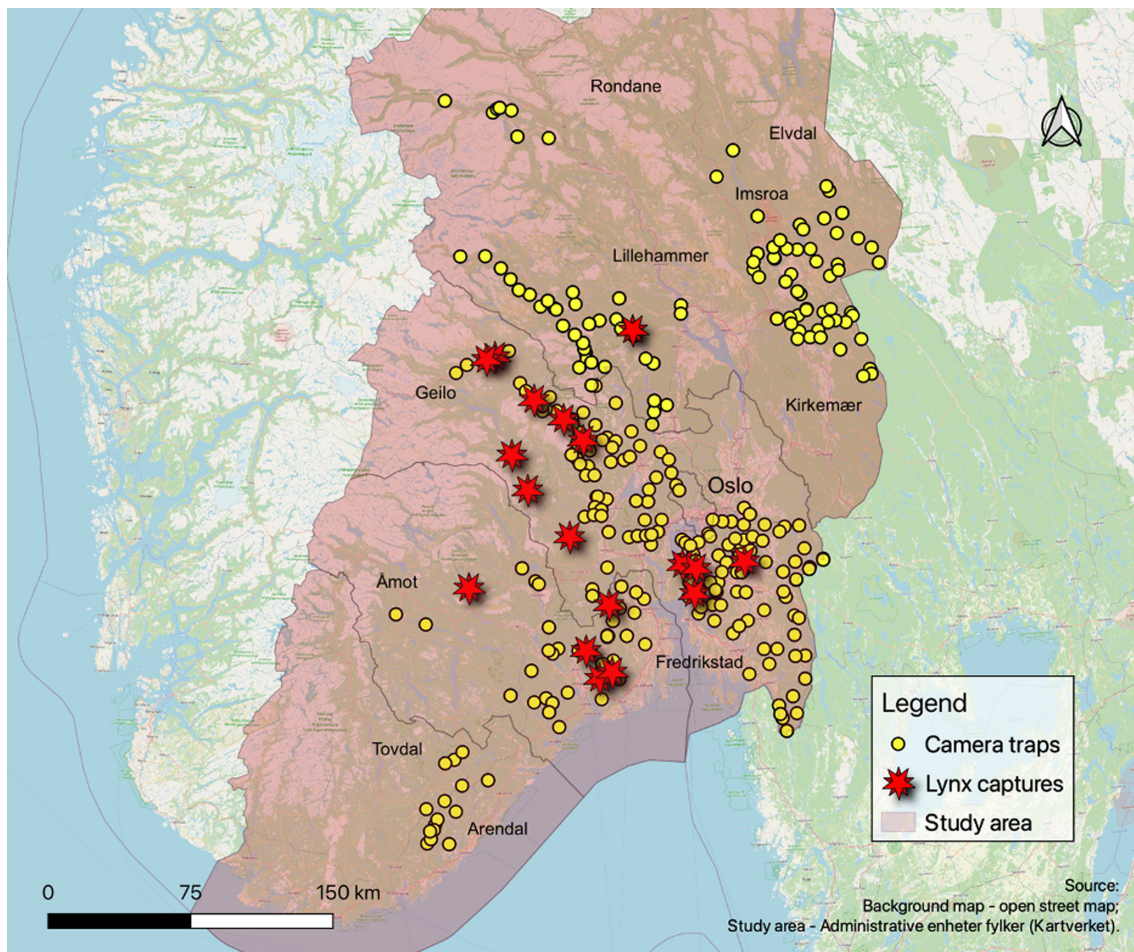 Rondane
N
Elvdal
Imsroa
Lillehammer
Geilo
Kirkemær
Oslo
Åmot
Fredrikstad
Tovdal
Arendal
Legend
Camera traps
Lynx captures
Study area
0 75 150 km
Source:
Background map - open street map;
Study area - Administrative enheter fylker (Kartverket).